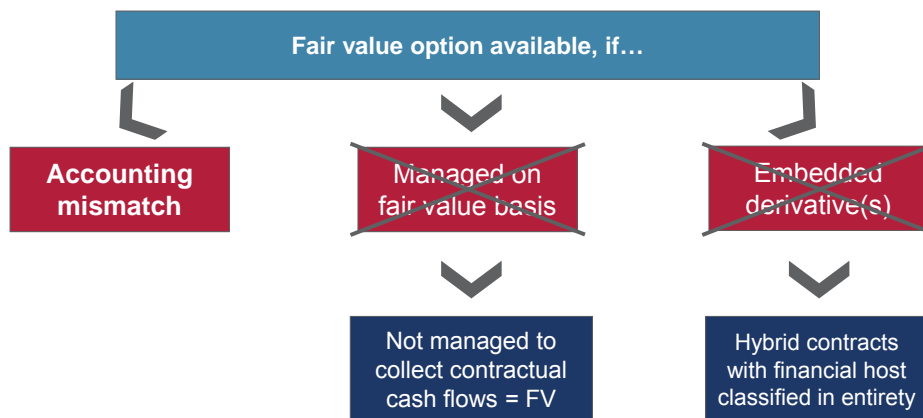 Fair value option available, if…
Accounting
mismatch
Managed on
fair value basis
Embedded
derivative(s)
Not managed to
collect contractual
cash flows = FV
Hybrid contracts
with financial host
classified in entirety